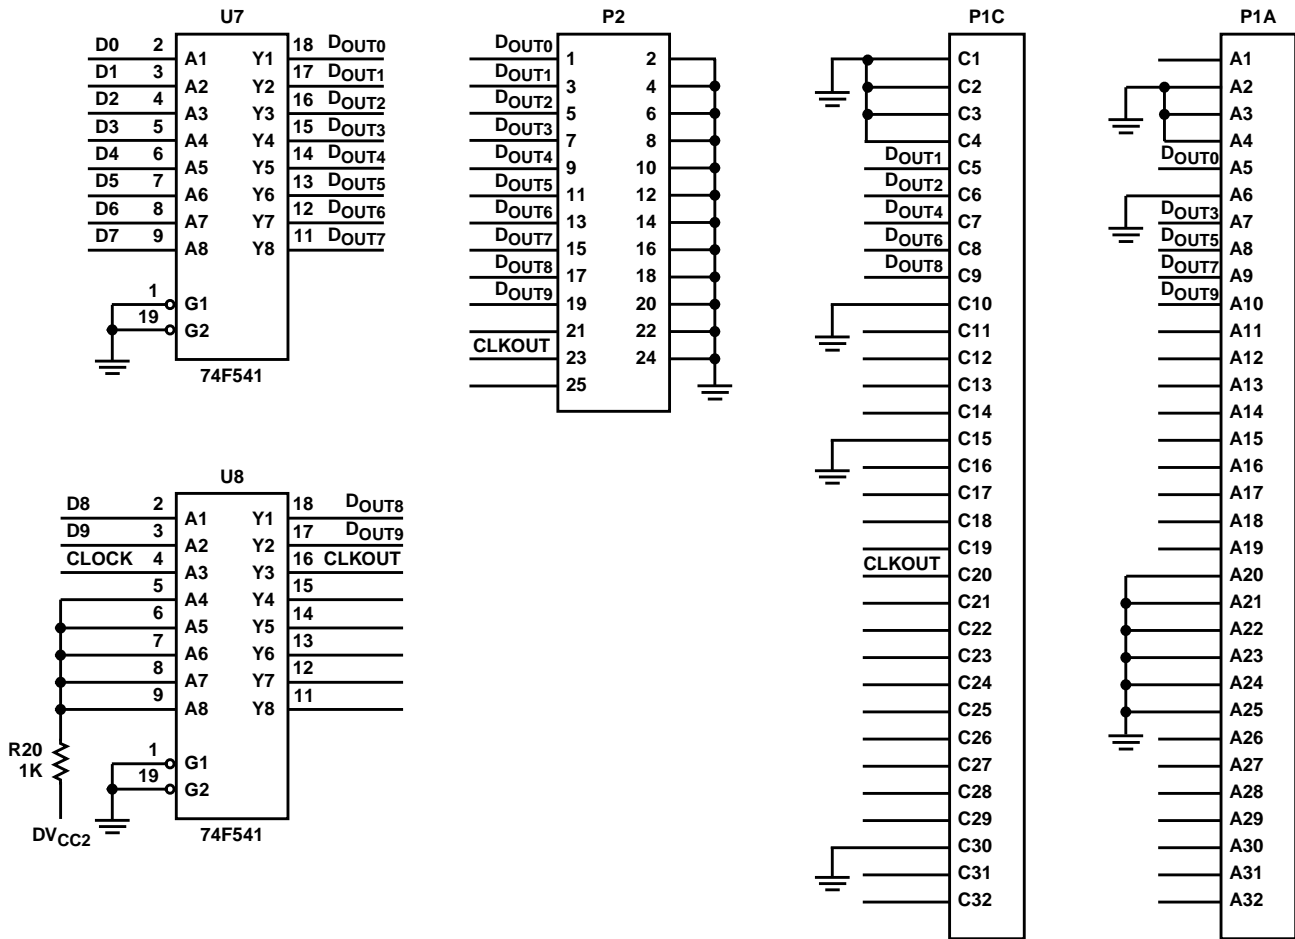 U7
D0 2 A1 Y1 18 DOUT0
D1 3 A2 Y2 17 DOUT1
D2 4 A3 Y3 16 DOUT2
D3 5 A4 Y4 15 DOUT3
D4 6 A5 Y5 14 DOUT4
D5 7 A6 Y6 13 DOUT5
D6 8 A7 Y7 12 DOUT6
D7 9 A8 Y8 11 DOUT7
1 G1
19 G2
74F541
U8
D8 2 A1 Y1 18 DOUT8
D9 3 A2 Y2 17 DOUT9
CLOCK 4 A3 Y3 16 CLKOUT
5 A4 Y4 15
6 A5 Y5 14
7 A6 Y6 13
8 A7 Y7 12
9 A8 Y8 11
R20
1K
DVCC2
1 G1
19 G2
74F541
P2
DOUT0 1 2
DOUT1 3 4
DOUT2 5 6
DOUT3 7 8
DOUT4 9 10
DOUT5 11 12
DOUT6 13 14
DOUT7 15 16
DOUT8 17 18
DOUT9 19 20
21 22
CLKOUT 23 24
25
P1C
C1
C2
C3
C4
DOUT1 C5
DOUT2 C6
DOUT4 C7
DOUT6 C8
DOUT8 C9
C10
C11
C12
C13
C14
C15
C16
C17
C18
C19
CLKOUT C20
C21
C22
C23
C24
C25
C26
C27
C28
C29
C30
C31
C32
P1A
A1
A2
A3
A4
DOUT0 A5
A6
DOUT3 A7
DOUT5 A8
DOUT7 A9
DOUT9 A10
A11
A12
A13
A14
A15
A16
A17
A18
A19
A20
A21
A22
A23
A24
A25
A26
A27
A28
A29
A30
A31
A32